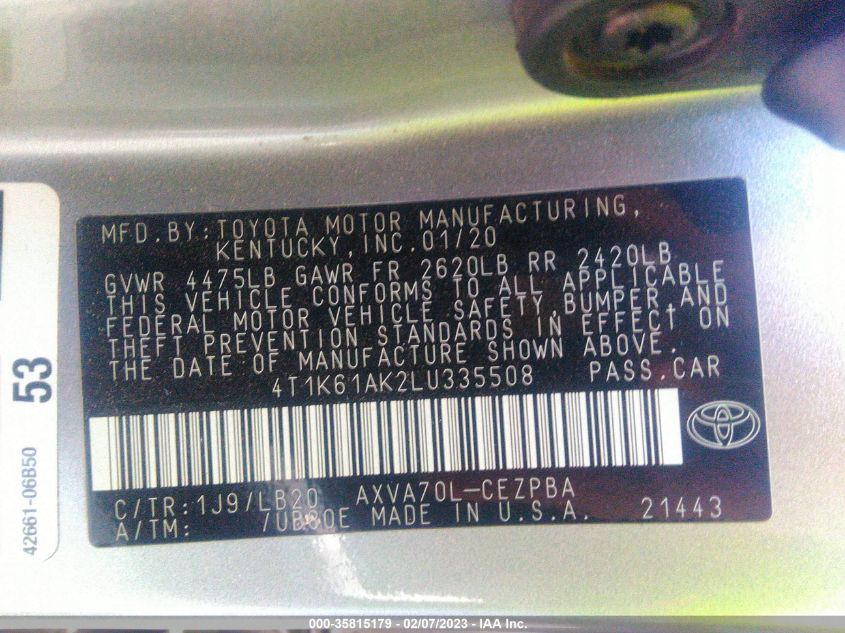 MFD.BY:TOYOTA MOTOR MANUFACTURING,
KENTUCKY,INC.01/20
GVWR 4475LB GAWR FR 2620LB RR 2420LB
THIS VEHICLE CONFORMS TO ALL APPLICABLE
FEDERAL MOTOR VEHICLE SAFETY,BUMPER,AND
THEFT PREVENTION STANDARDS IN EFFECT ON
THE DATE OF MANUFACTURE SHOWN ABOVE.
4T1K61AK2LU335508 PASS.CAR
C/TR:1J9/LB20 AXVA70L-CEZPBA
A/TM: /UB80E MADE IN U.S.A. 21443
53
42661-06B50
000-35815179 - 02/07/2023 - IAA Inc.